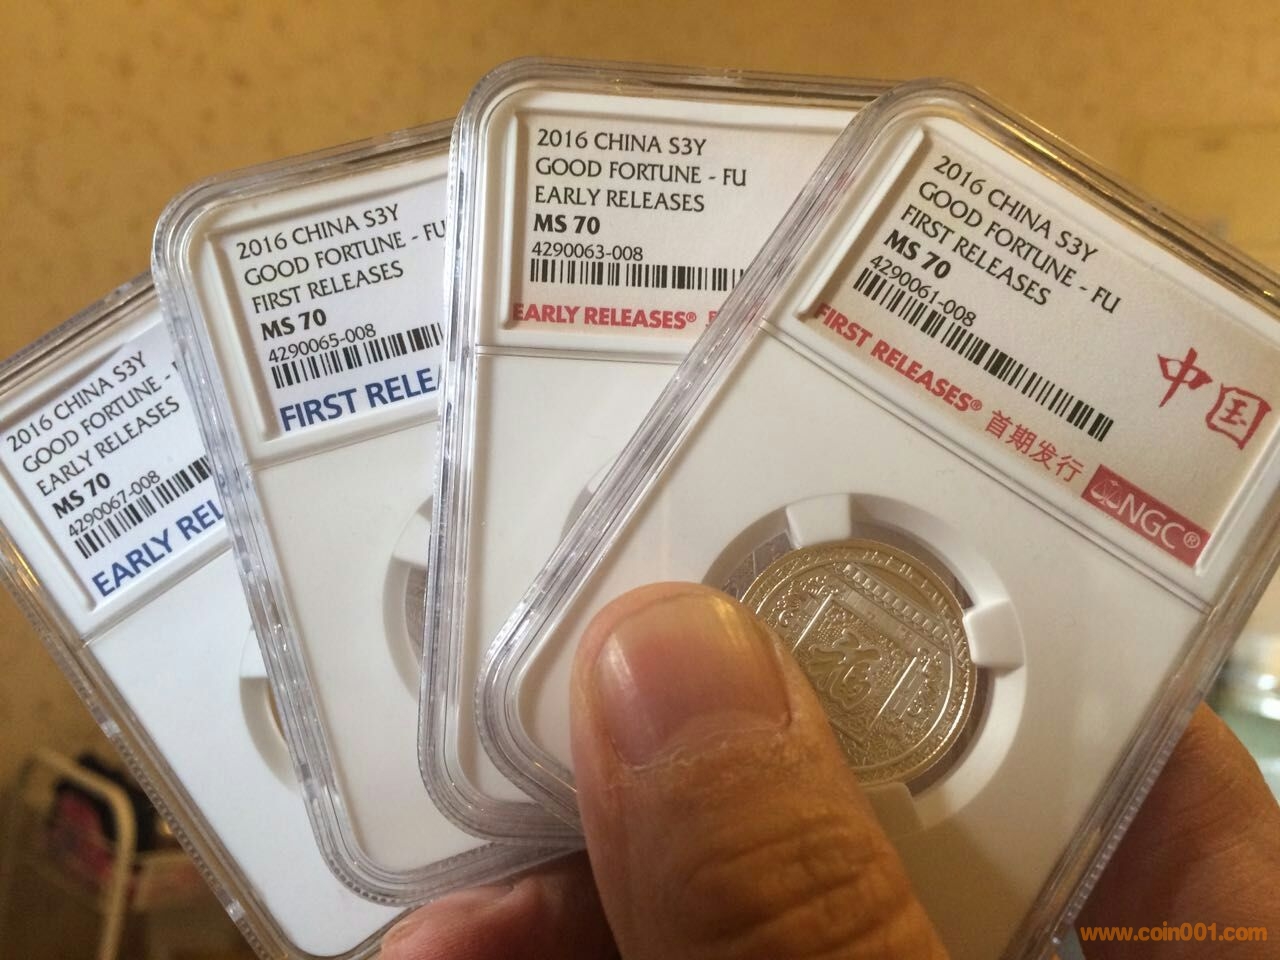 2016 CHINA S3Y
GOOD FORTUNE -
EARLY RELEASES
MS 70
4290067-008
EARLY REL
2016 CHINA S3Y
GOOD FORTUNE - FU
FIRST RELEASES
MS 70
4290065-008
FIRST RELEA
2016 CHINA S3Y
GOOD FORTUNE - FU
EARLY RELEASES
MS 70
4290063-008
EARLY RELEASES®
2016 CHINA S3Y
GOOD FORTUNE - FU
FIRST RELEASES
MS 70
4290061-008
中国
FIRST RELEASES® 首期发行
NGC®
www.coin001.com